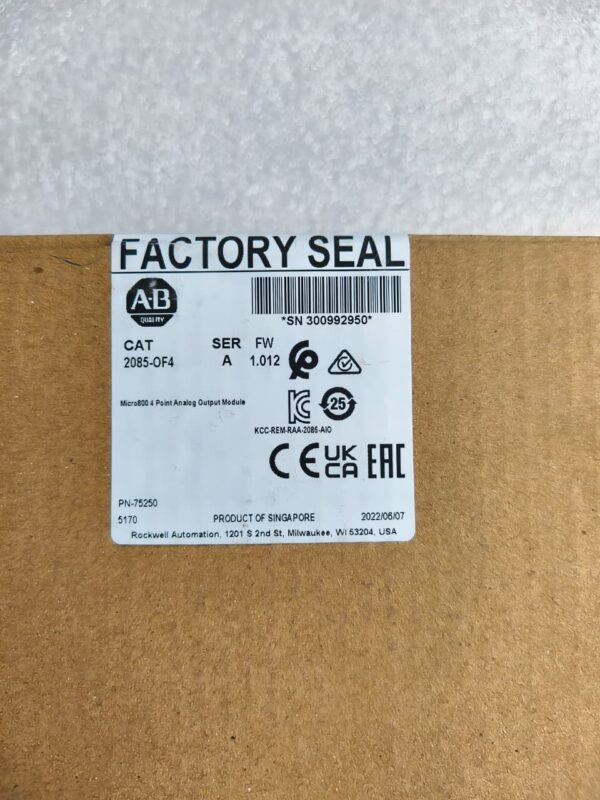 FACTORY SEAL
A-B
QUALITY
*SN 300992950*
CAT SER FW
2085-OF4 A 1.012
Micro800 4 Point Analog Output Module
25
KCC-REM-RAA-2085-AIO
CE UK CA EAC
PN-75250
5170 PRODUCT OF SINGAPORE 2022/06/07
Rockwell Automation, 1201 S 2nd St, Milwaukee, WI 53204, USA